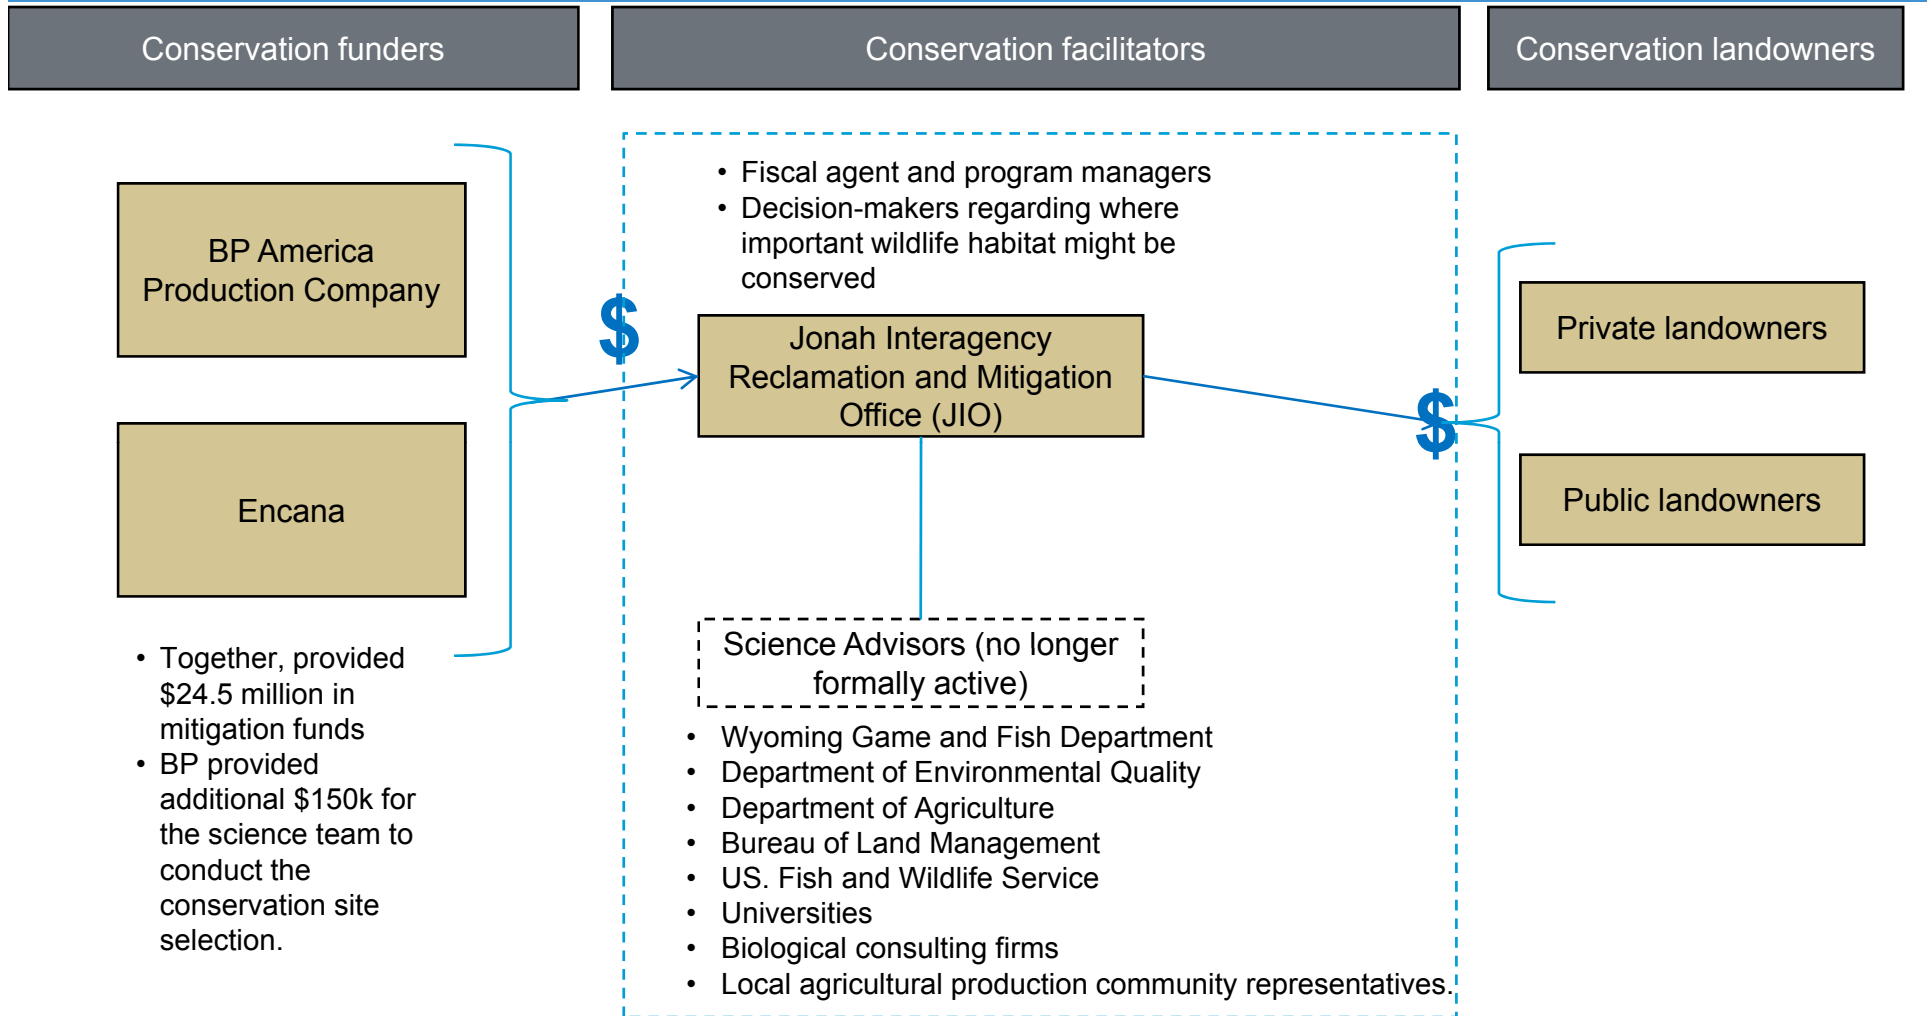 Conservation funders
Conservation facilitators
Conservation landowners
BP America
Production Company
Encana
• Together, provided
$24.5 million in
mitigation funds
• BP provided
additional $150k for
the science team to
conduct the
conservation site
selection.
$
• Fiscal agent and program managers
• Decision-makers regarding where
important wildlife habitat might be
conserved
Jonah Interagency
Reclamation and Mitigation
Office (JIO)
Science Advisors (no longer
formally active)
• Wyoming Game and Fish Department
• Department of Environmental Quality
• Department of Agriculture
• Bureau of Land Management
• US. Fish and Wildlife Service
• Universities
• Biological consulting firms
• Local agricultural production community representatives.
$
Private landowners
Public landowners